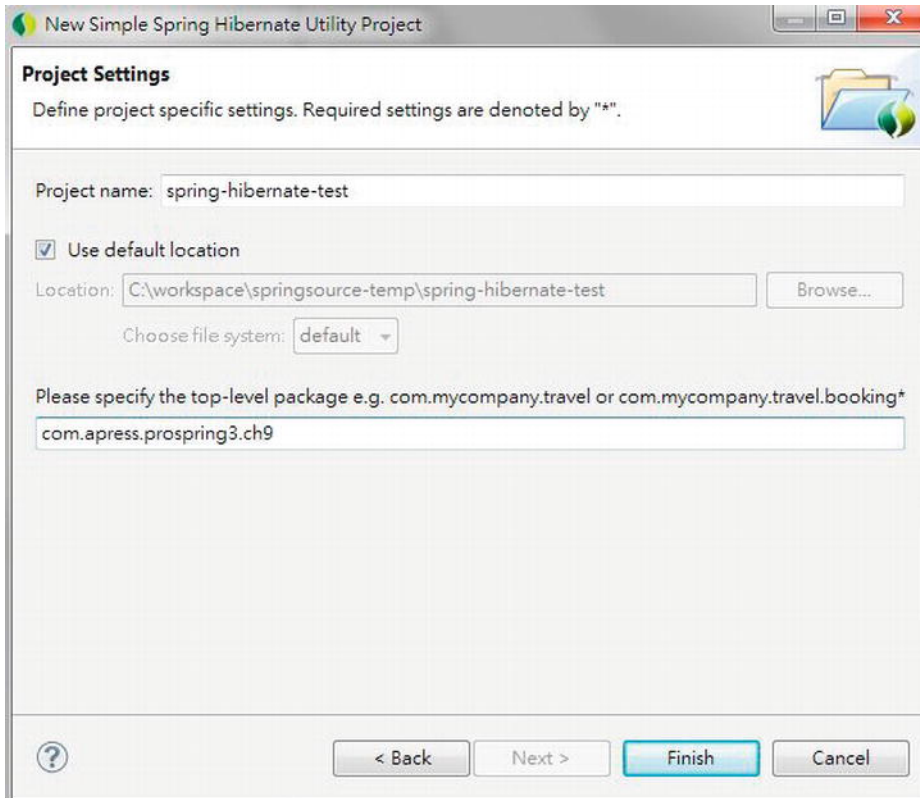 New Simple Spring Hibernate Utility Project
Project Settings
Define project specific settings. Required settings are denoted by "*".
Project name: spring-hibernate-test
Use default location
Location: C:\workspace\springsource-temp\spring-hibernate-test Browse...
Choose file system: default
Please specify the top-level package e.g. com.mycompany.travel or com.mycompany.travel.booking*
com.apress.prospring3.ch9
? < Back Next > Finish Cancel